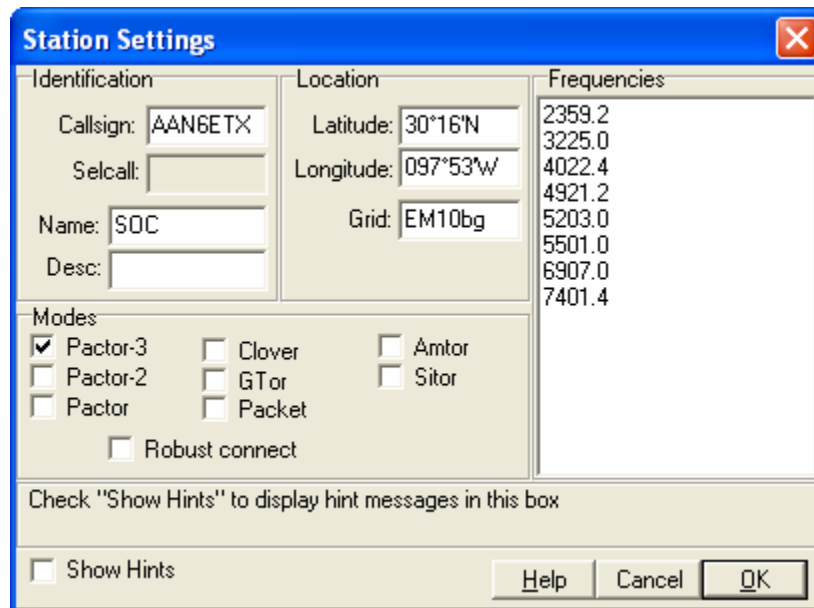 Station Settings
Identification
Callsign: AAN6ETX
Selcall:
Name: SOC
Desc:
Location
Latitude: 30°16'N
Longitude: 097°53'W
Grid: EM10bg
Frequencies
2359.2
3225.0
4022.4
4921.2
5203.0
5501.0
6907.0
7401.4
Modes
Pactor-3
Pactor-2
Pactor
Clover
GTor
Packet
Amtor
Sitor
Robust connect
Check "Show Hints" to display hint messages in this box
Show Hints
Help
Cancel
OK